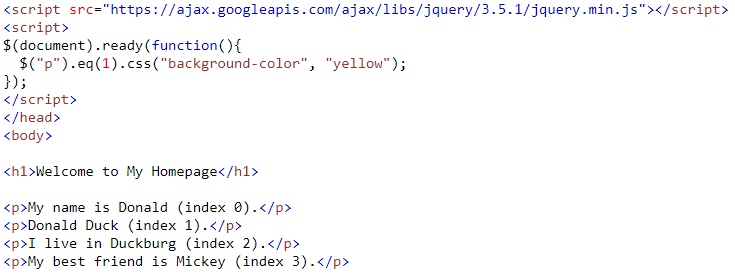 <script src="https://ajax.googleapis.com/ajax/libs/jquery/3.5.1/jquery.min.js"></script>
<script>
$(document).ready(function(){
  $("p").eq(1).css("background-color", "yellow");
});
</script>
</head>
<body>

<h1>Welcome to My Homepage</h1>

<p>My name is Donald (index 0).</p>
<p>Donald Duck (index 1).</p>
<p>I live in Duckburg (index 2).</p>
<p>My best friend is Mickey (index 3).</p>